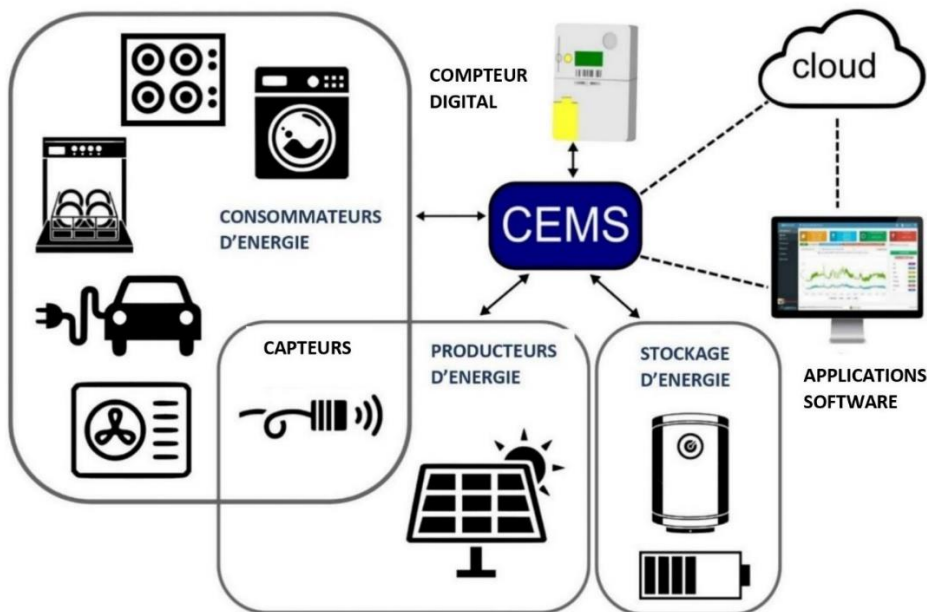 COMPTEUR
DIGITAL
cloud
CONSOMMATEURS
D'ENERGIE
CEMS
CAPTEURS
PRODUCTEURS
D'ENERGIE
STOCKAGE
D'ENERGIE
APPLICATIONS
SOFTWARE